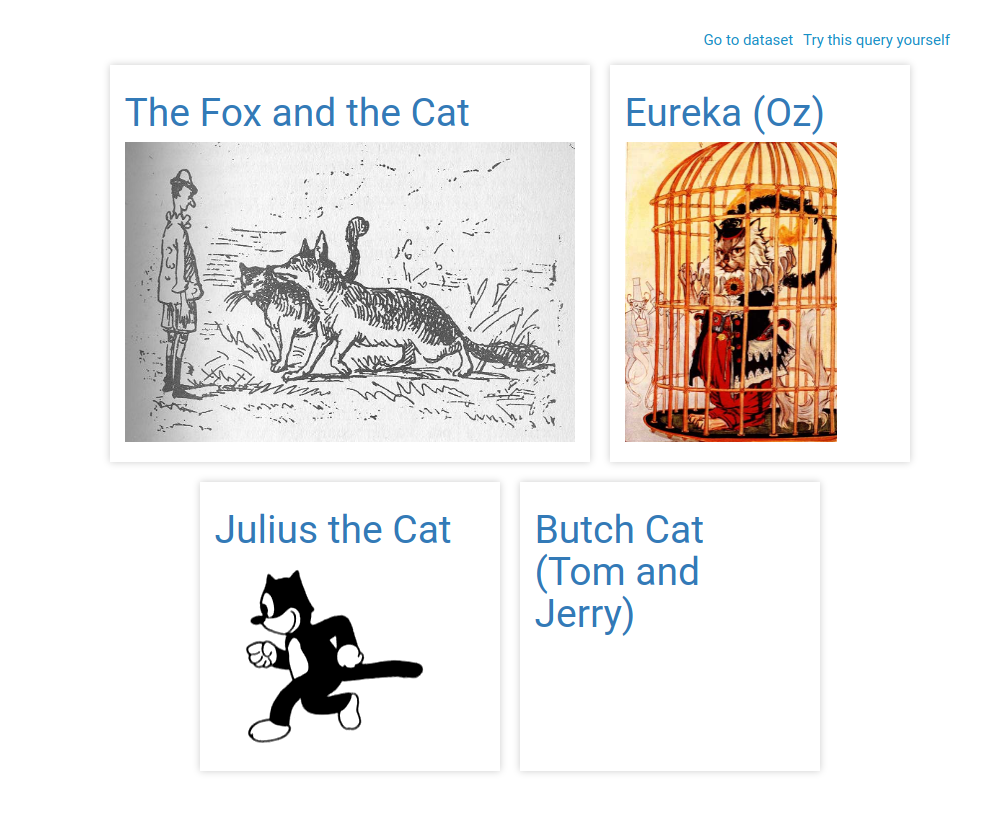 Go to dataset Try this query yourself
The Fox and the Cat
Eureka (Oz)
Julius the Cat
Butch Cat
(Tom and
Jerry)